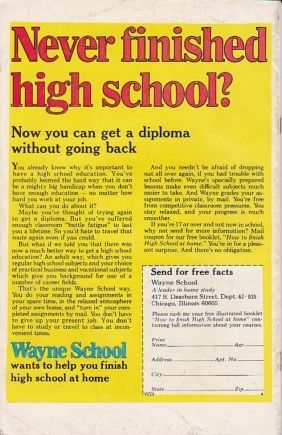 Never finished
high school?
Now you can get a diploma
without going back
You already know why it's important to
have a high school education. You've
probably learned the hard way that it can
be a mighty big handicap when you don't
have enough education — no matter how
hard you work at your job.
What can you do about it?
Maybe you've thought of trying again
to get a diploma. But you've suffered
enough classroom "battle fatigue" to last
you a lifetime. So you'd hate to travel that
route again even if you could.
But what if we told you that there was
now a much better way to get a high school
education? An adult way, which gives you
regular high school subjects and your choice
of practical business and vocational subjects
which give you background for one of a
number of career fields.
That's the unique Wayne School way.
You do your reading and assignments in
your spare time, in the relaxed atmosphere
of your own home, and "turn in" your com-
pleted assignments by mail. You don't have
to give up your present job. You don't
have to study or travel to class at incon-
venient times.
Wayne School
wants to help you finish
high school at home
And you needn't be afraid of dropping
out all over again, if you had trouble with
school before. Wayne's specially prepared
lessons make even difficult subjects much
easier to take. And Wayne grades your as-
signments in private, by mail. You're free
from competitive classroom pressures. You
stay relaxed, and your progress is much
smoother.
If you're 17 or over and not now in school,
why not send for more information? Mail
coupon for our free booklet, "How to finish
High School at home." You're in for a pleas-
ant surprise. And there's no obligation.
Send for free facts
Wayne School
A leader in home study
417 S. Dearborn Street, Dept. 62-035
Chicago, Illinois 60605
Please rush me your free illustrated booklet
"How to finish High School at home" con-
taining full information about your courses.
Print
Name Age
Address Apt. No.
City
State Zip